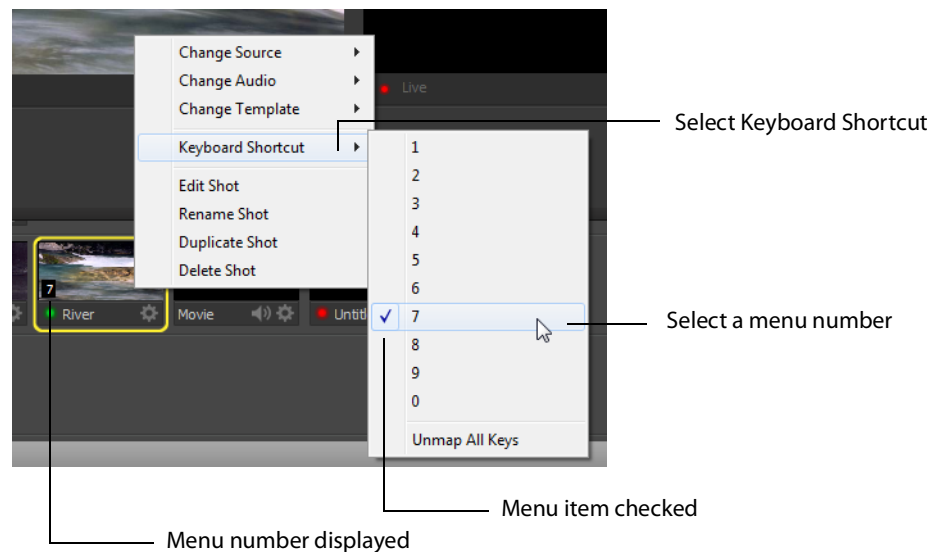 Change Source
Change Audio
Change Template
Keyboard Shortcut
Edit Shot
Rename Shot
Duplicate Shot
Delete Shot
Live
1
2
3
4
5
6
7
8
9
0
Unmap All Keys
7
River
Movie
Untitl
Select Keyboard Shortcut
Select a menu number
Menu item checked
Menu number displayed